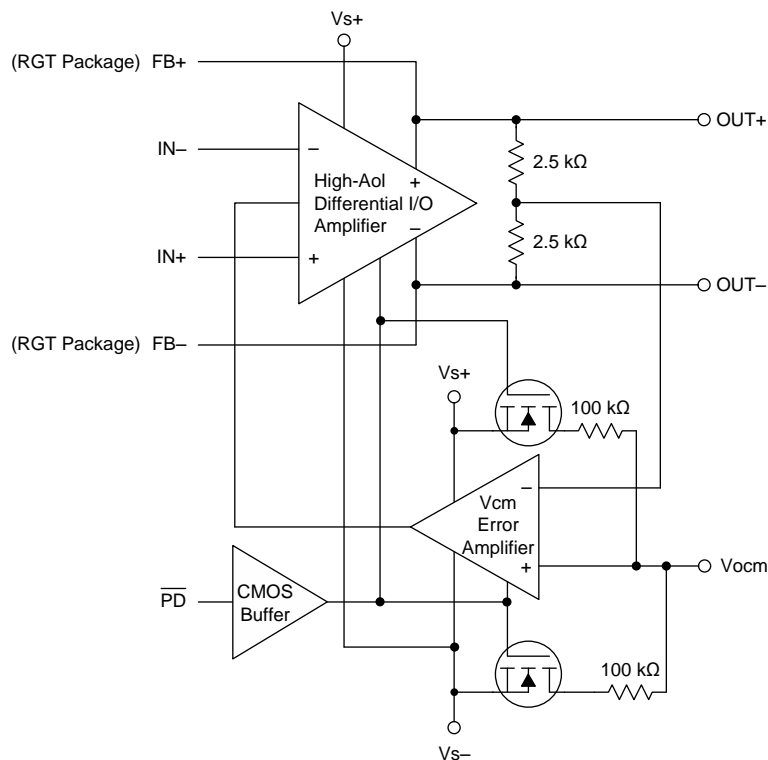 Vs+
(RGT Package) FB+
OUT+
IN–
–
2.5 kΩ
High-Aol
Differential I/O
Amplifier
+
–
2.5 kΩ
IN+
+
OUT–
(RGT Package) FB–
Vs+
100 kΩ
–
Vcm
Error
Amplifier
+
Vocm
PD
CMOS
Buffer
100 kΩ
Vs–